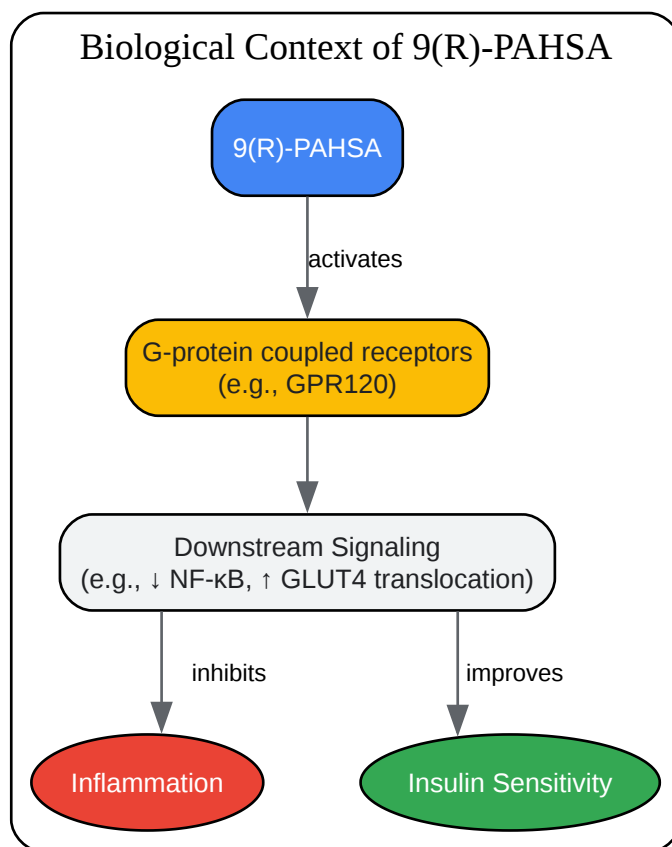 Biological Context of 9(R)-PAHSA
9(R)-PAHSA
activates
G-protein coupled receptors
(e.g., GPR120)
Downstream Signaling
(e.g., ↓ NF-κB, ↑ GLUT4 translocation)
inhibits
improves
Inflammation
Insulin Sensitivity